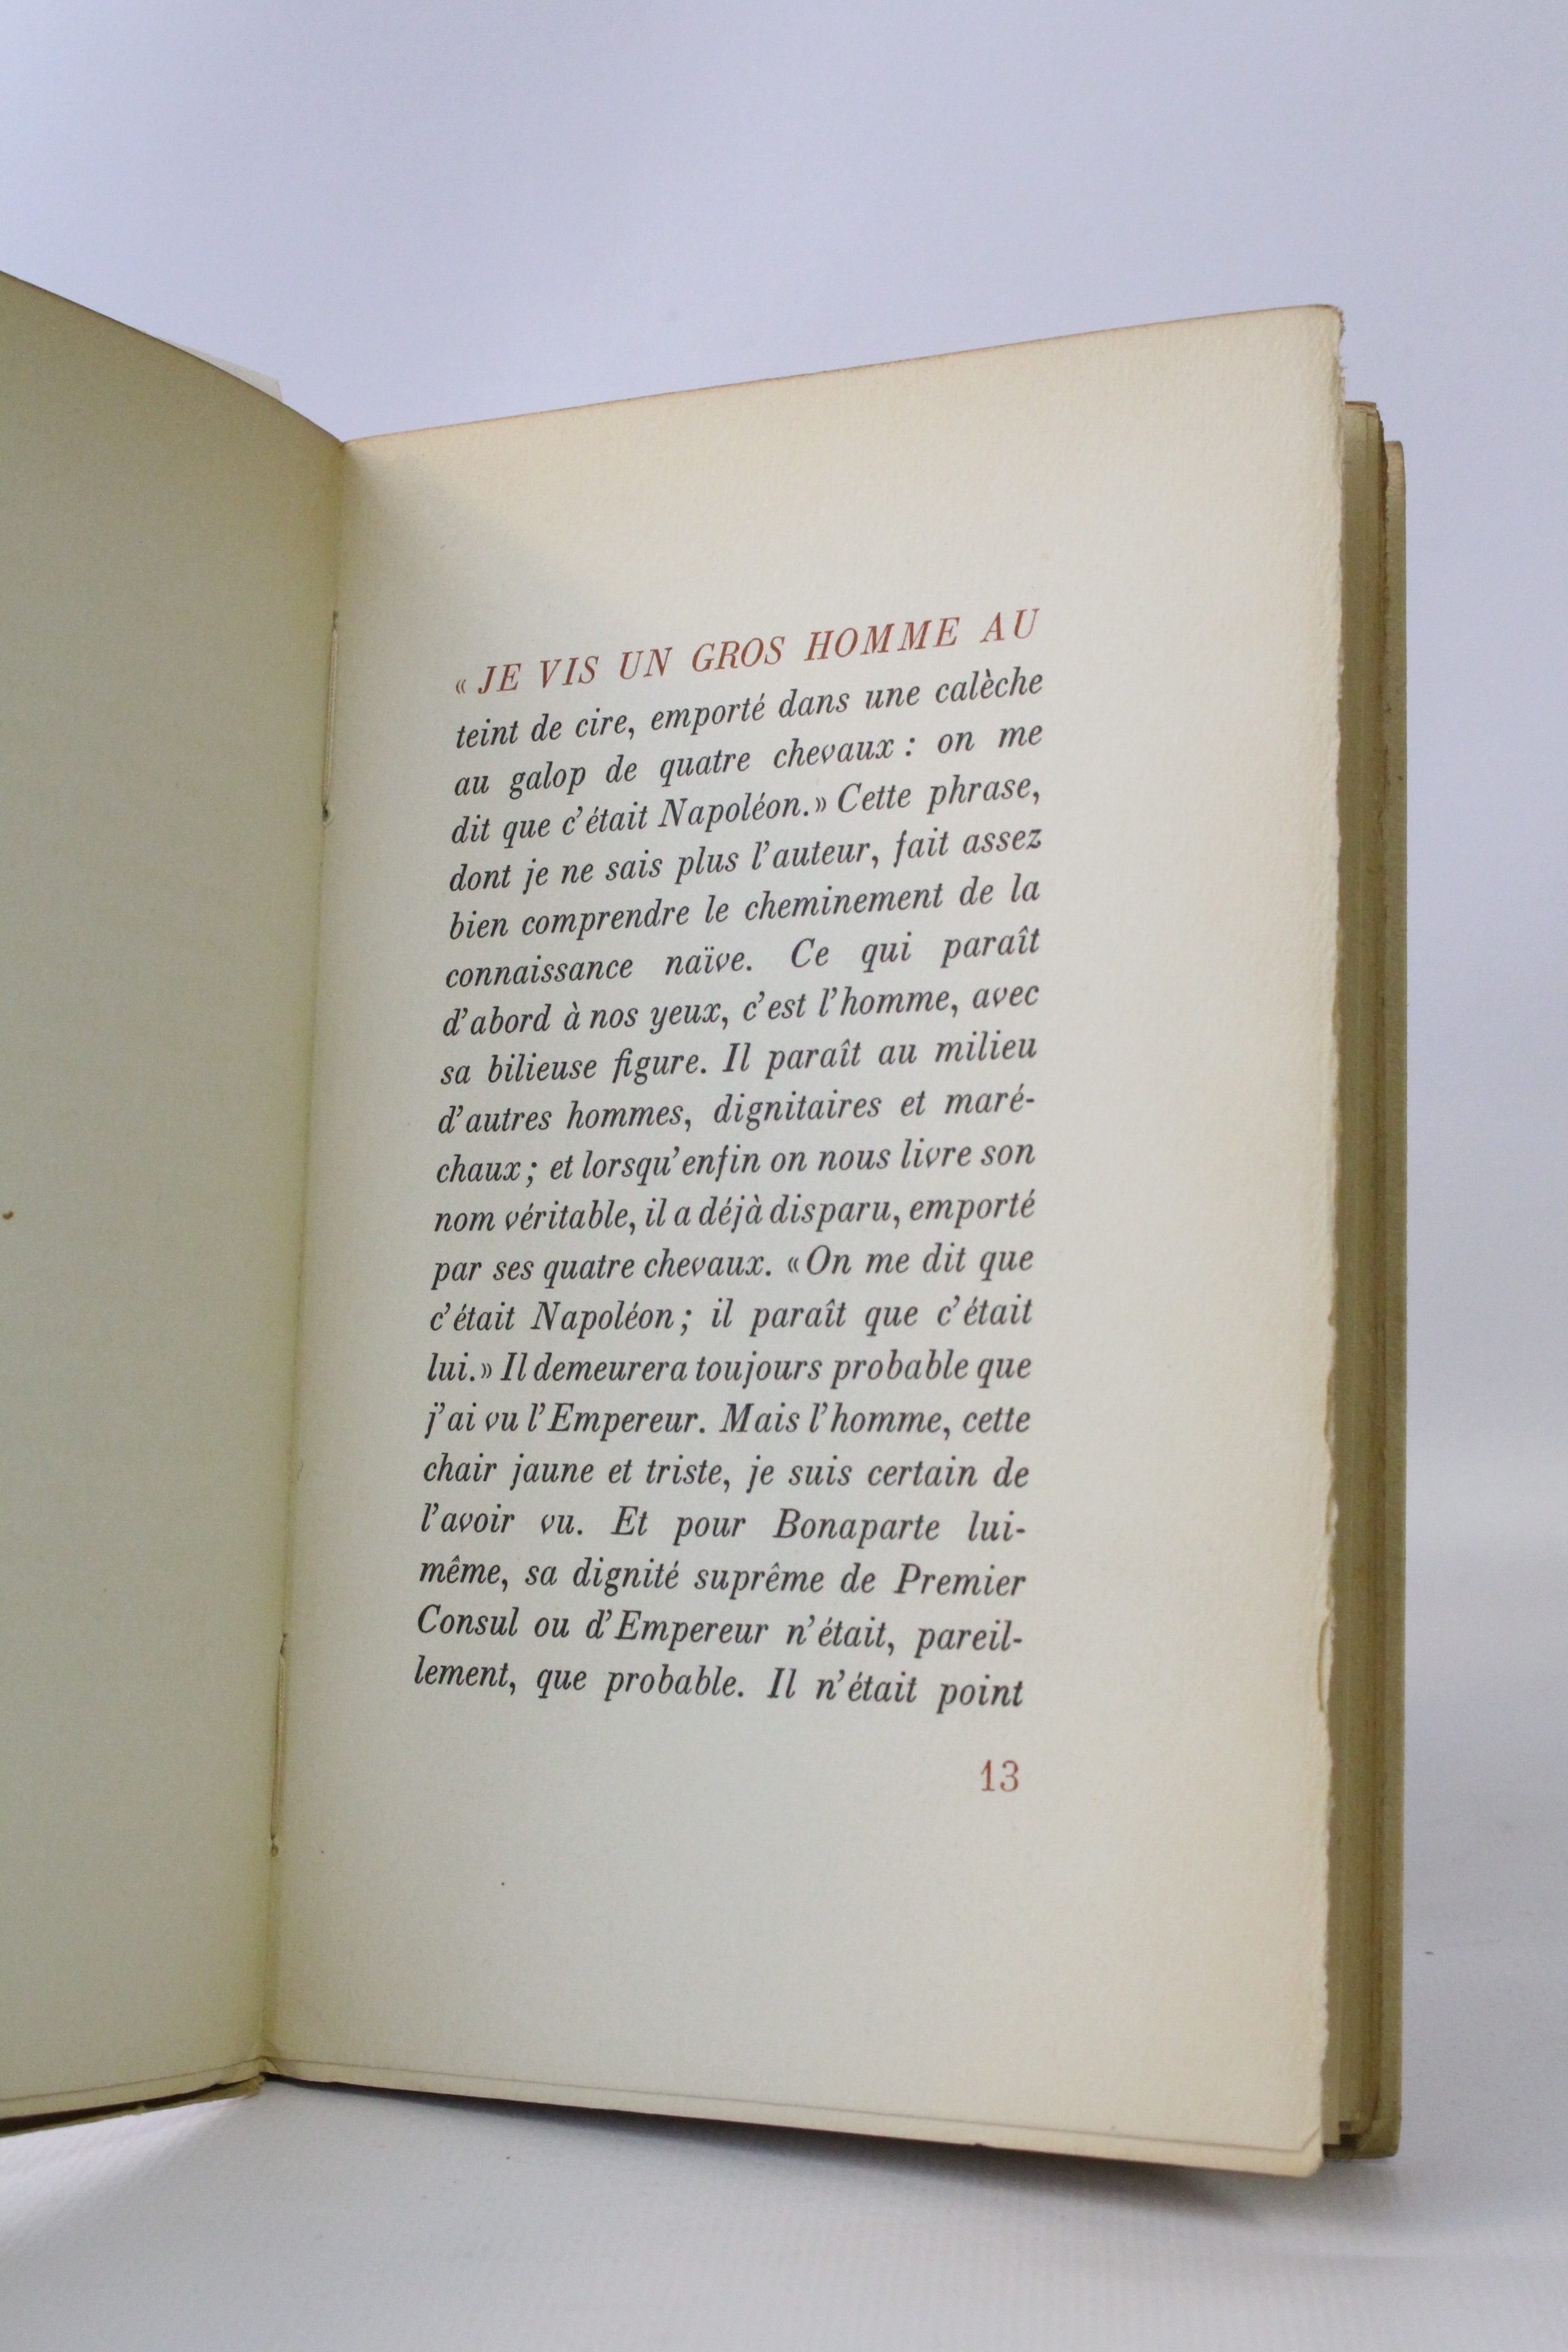 « JE VIS UN GROS HOMME AU
teint de cire, emporté dans une calèche
au galop de quatre chevaux : on me
dit que c'était Napoléon. » Cette phrase,
dont je ne sais plus l'auteur, fait assez
bien comprendre le cheminement de la
connaissance naïve. Ce qui paraît
d'abord à nos yeux, c'est l'homme, avec
sa bilieuse figure. Il paraît au milieu
d'autres hommes, dignitaires et maré-
chaux ; et lorsqu'enfin on nous livre son
nom véritable, il a déjà disparu, emporté
par ses quatre chevaux. « On me dit que
c'était Napoléon ; il paraît que c'était
lui. » Il demeurera toujours probable que
j'ai vu l'Empereur. Mais l'homme, cette
chair jaune et triste, je suis certain de
l'avoir vu. Et pour Bonaparte lui-
même, sa dignité suprême de Premier
Consul ou d'Empereur n'était, pareil-
lement, que probable. Il n'était point
13